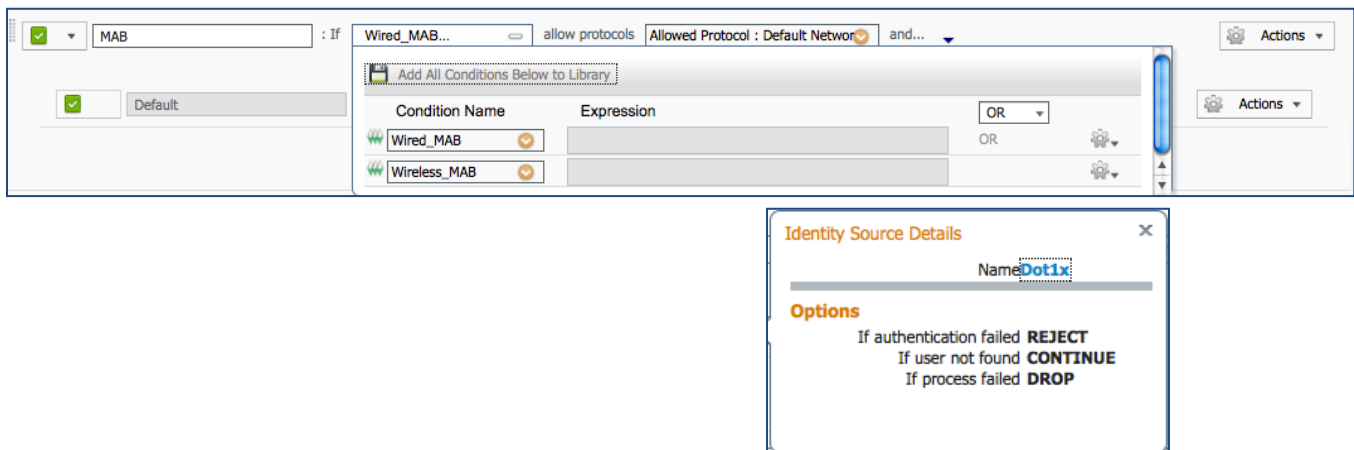 MAB : If Wired_MAB... allow protocols Allowed Protocol : Default Networ and... Actions
Add All Conditions Below to Library
Default Condition Name Expression OR Actions
Wired_MAB OR
Wireless_MAB
Identity Source Details x
NameDot1x
Options
If authentication failed REJECT
If user not found CONTINUE
If process failed DROP